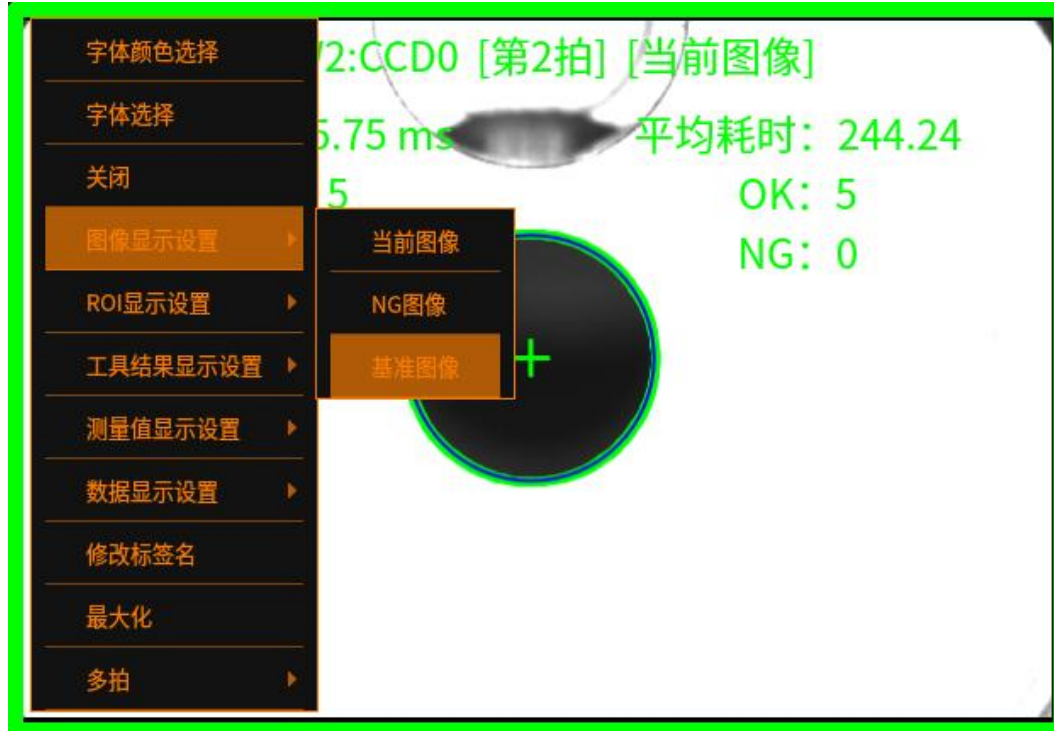 字体颜色选择
字体选择
关闭
图像显示设置
ROI显示设置
工具结果显示设置
测量值显示设置
数据显示设置
修改标签名
最大化
多拍
当前图像
NG图像
基准图像
2:CCD0 [第2拍] [当前图像]
5.75 ms 平均耗时：244.24
5 OK：5
NG：0